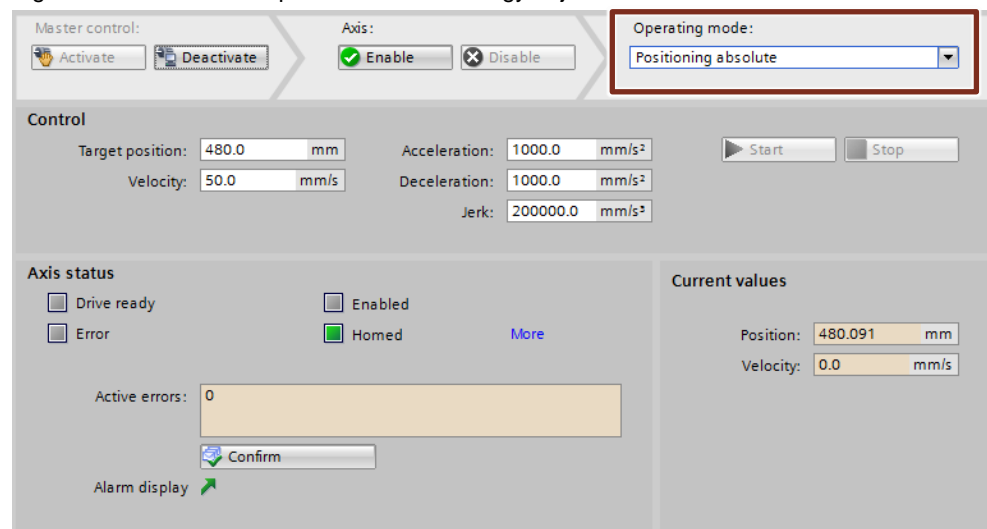 Master control:
Activate
Deactivate
Axis:
Enable
Disable
Operating mode:
Positioning absolute
Control
Target position: 480.0 mm
Acceleration: 1000.0 mm/s²
Start
Stop
Velocity: 50.0 mm/s
Deceleration: 1000.0 mm/s²
Jerk: 200000.0 mm/s³
Axis status
Drive ready
Enabled
Error
Homed
More
Active errors: 0
Confirm
Alarm display
Current values
Position: 480.091 mm
Velocity: 0.0 mm/s